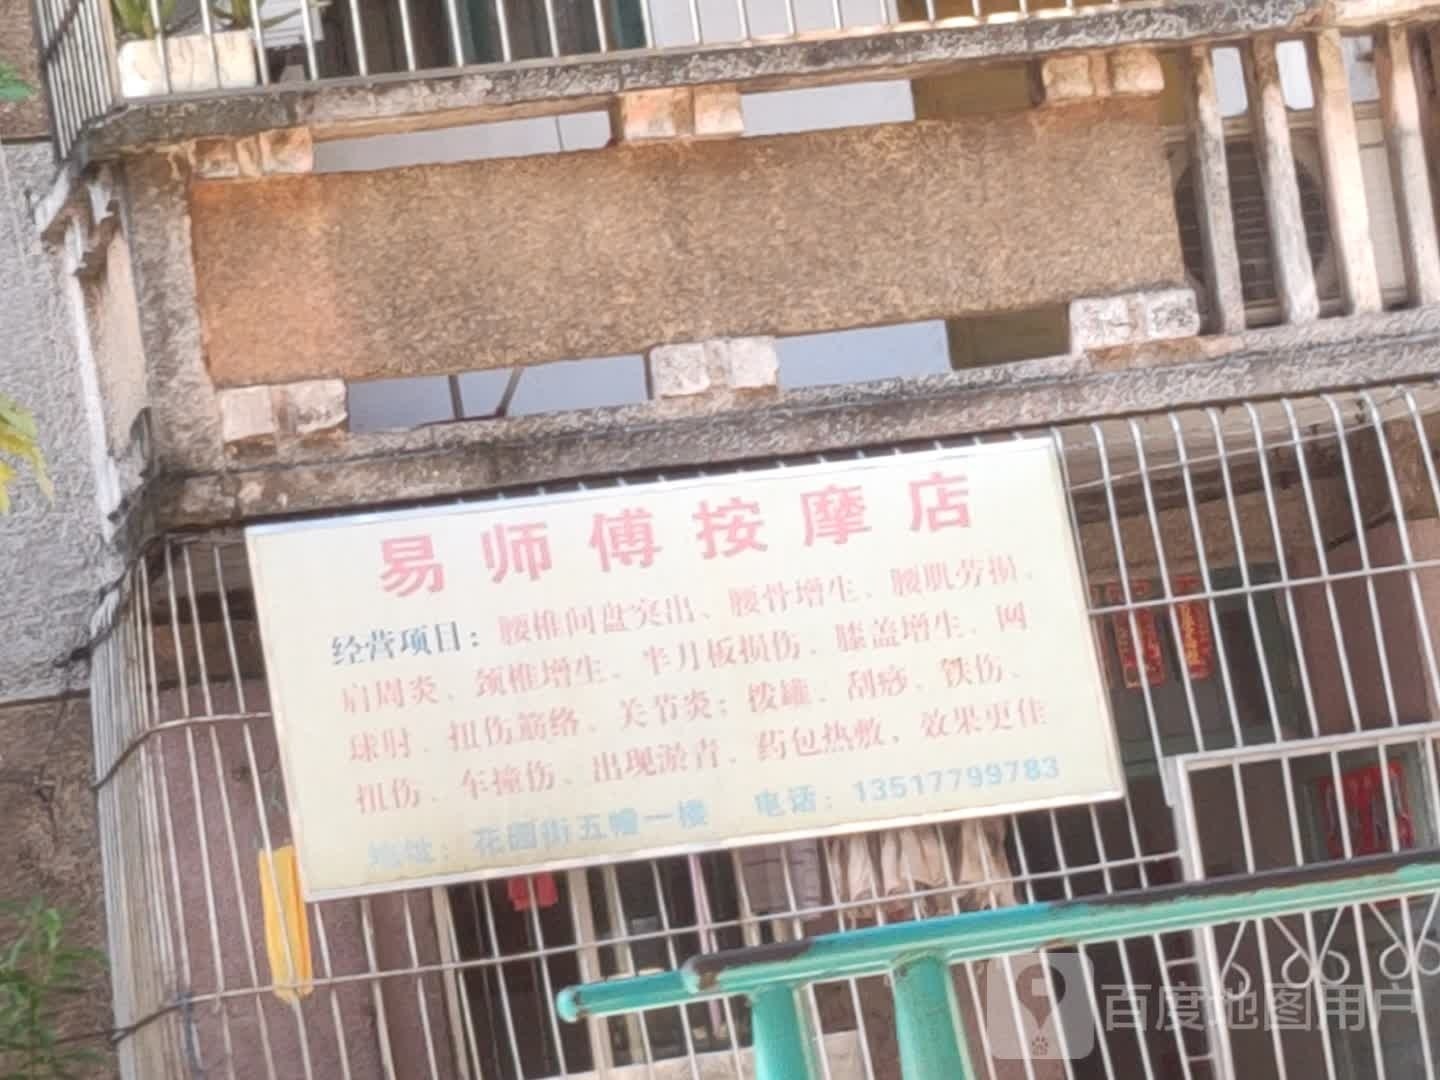 易师傅按摩店
经营项目：腰椎间盘突出、腰骨增生、腰肌劳损、
肩周炎、颈椎增生、半月板损伤、膝盖增生、网
球肘、扭伤筋络、关节炎；拨罐、刮痧、铁伤、
扭伤、车撞伤、出现淤青、药包热敷，效果更佳
地址：花园街五幢一楼 电话：13517799783
百度地图用户